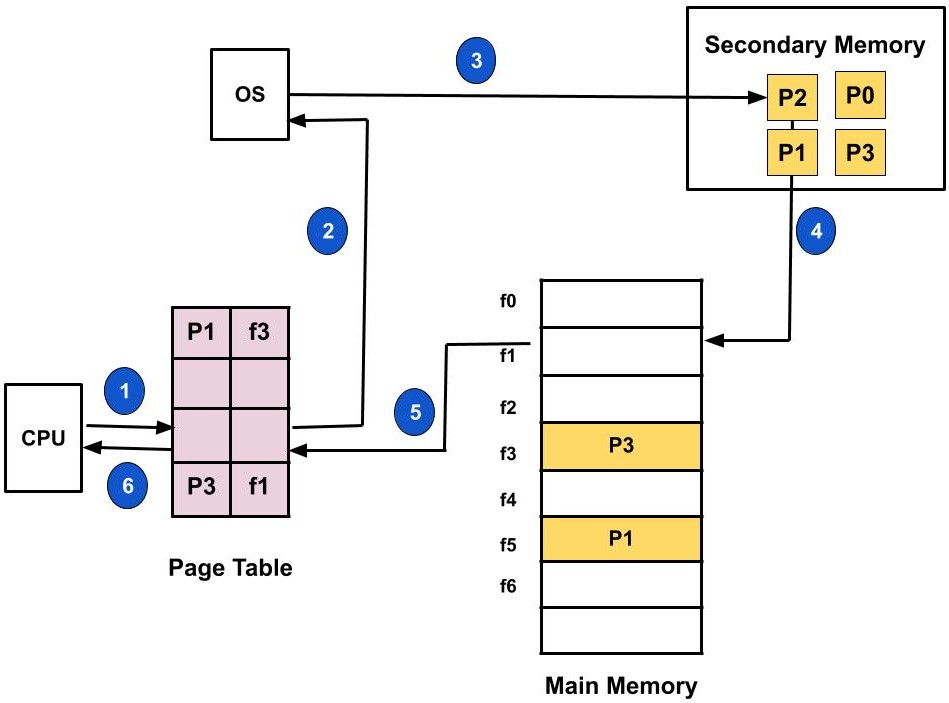 Secondary Memory
3
OS
P2
P0
P1
P3
2
4
f0
P1
f3
f1
1
5
f2
CPU
P3
f3
f4
6
P3
f1
P1
f5
Page Table
f6
Main Memory